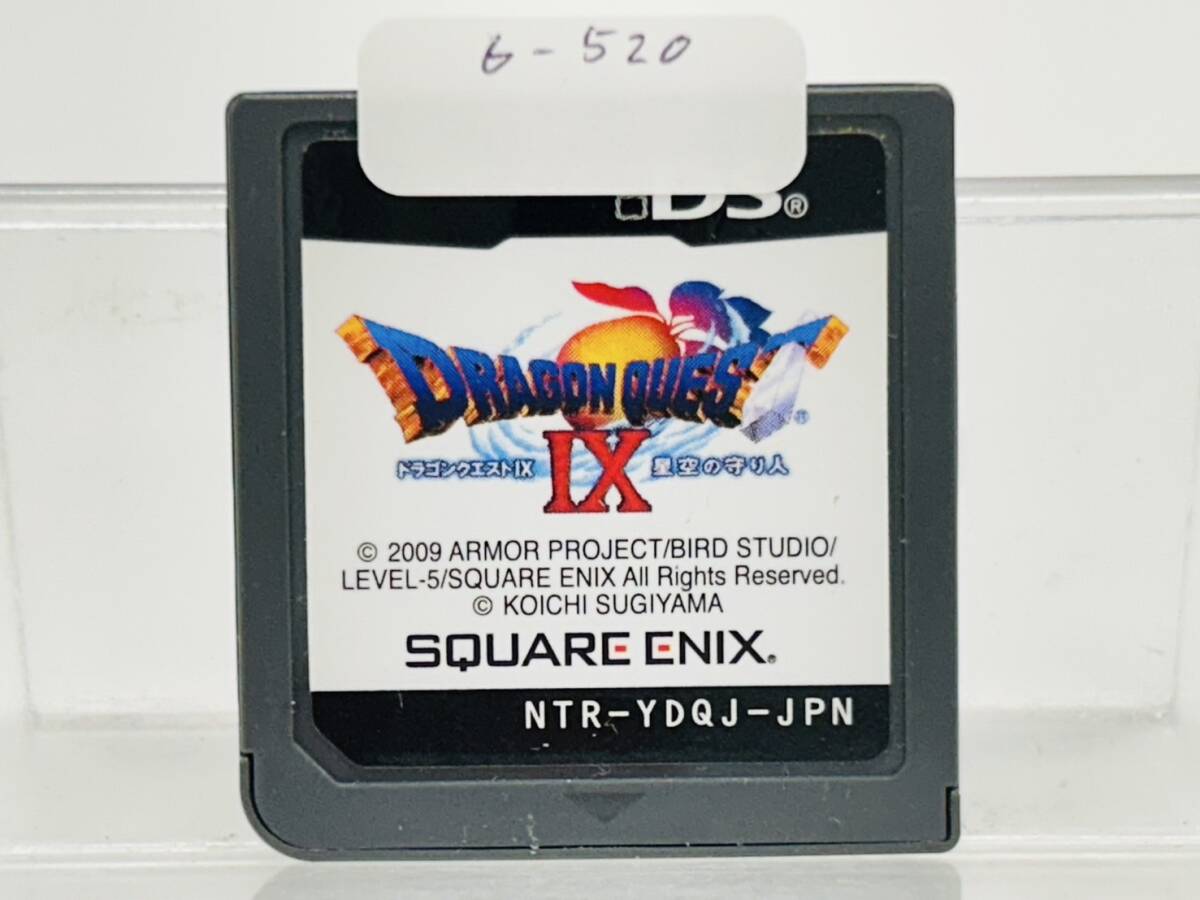 6-520
DS®
DRAGON QUEST®
IX
ドラゴンクエストIX 星空の守り人
© 2009 ARMOR PROJECT/BIRD STUDIO/
LEVEL-5/SQUARE ENIX All Rights Reserved.
© KOICHI SUGIYAMA
SQUARE ENIX®
NTR-YDQJ-JPN